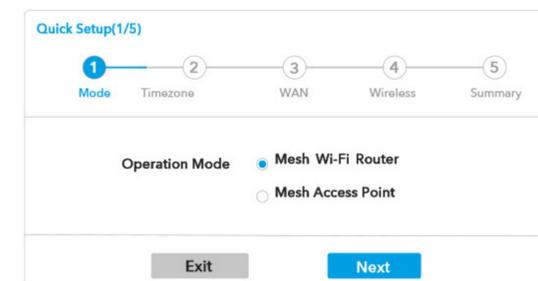 Quick Setup(1/5)
1 2 3 4 5
Mode Timezone WAN Wireless Summary
Operation Mode Mesh Wi-Fi Router
Mesh Access Point
Exit Next